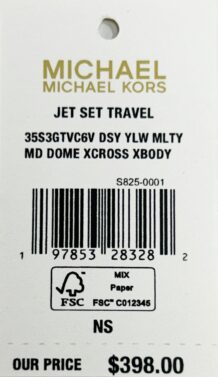 MICHAEL
MICHAEL KORS
JET SET TRAVEL
35S3GTVC6V DSY YLW MLTY
MD DOME XCROSS XBODY
S825-0001
1 97853 28328 2
FSC
MIX
Paper
FSC™ C012345
NS
OUR PRICE $398.00